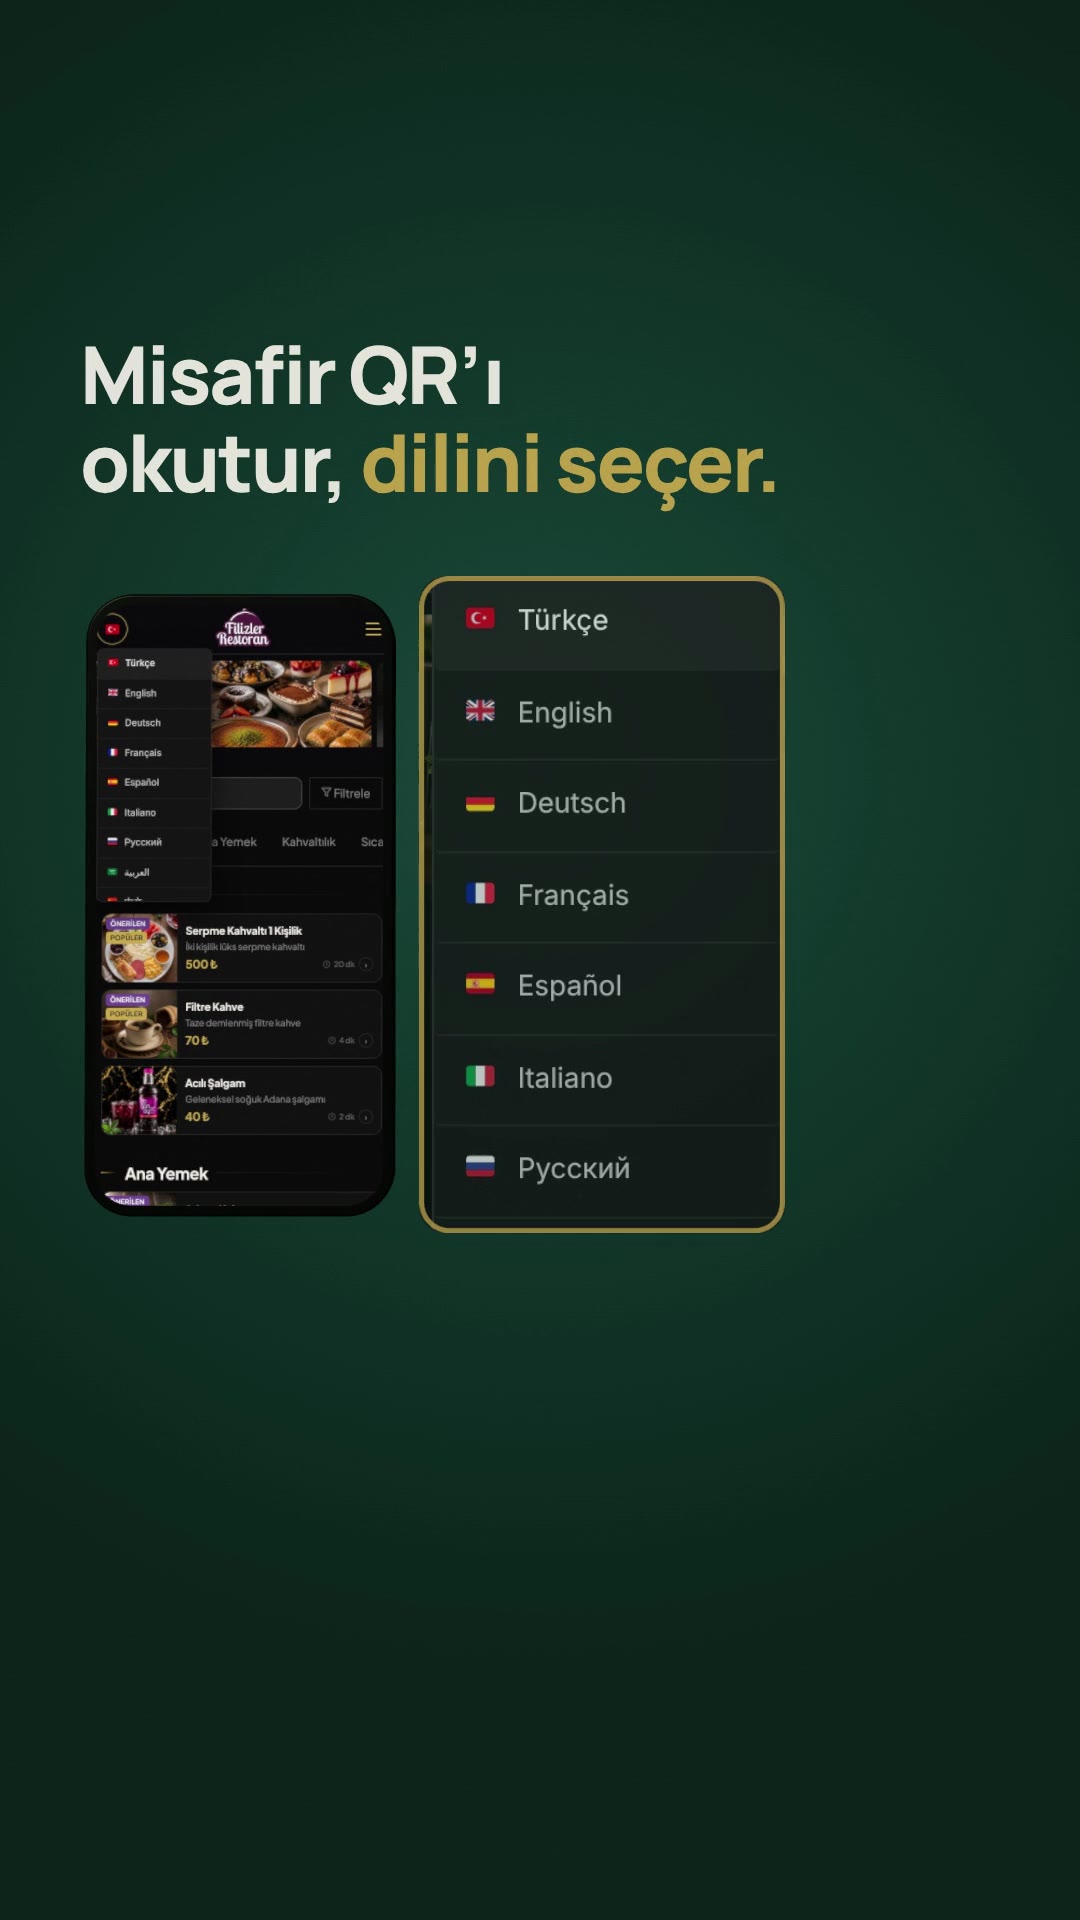 Misafir QR’ı
okutur, dilini seçer.
Filizler
Restoran
Türkçe
English
Deutsch
Français
Español
Italiano
Русский
العربية
Filtrele
a Yemek Kahvaltılık Sıca
ÖNERİLEN
POPÜLER
Serpme Kahvaltı 1 Kişilik
İki kişilik lüks serpme kahvaltı
500 ₺ 20 dk
ÖNERİLEN
POPÜLER
Filtre Kahve
Taze demlenmiş filtre kahve
70 ₺ 4 dk
Acılı Şalgam
Geleneksel soğuk Adana şalgamı
40 ₺ 2 dk
Ana Yemek
ÖNERİLEN
Türkçe
English
Deutsch
Français
Español
Italiano
Русский